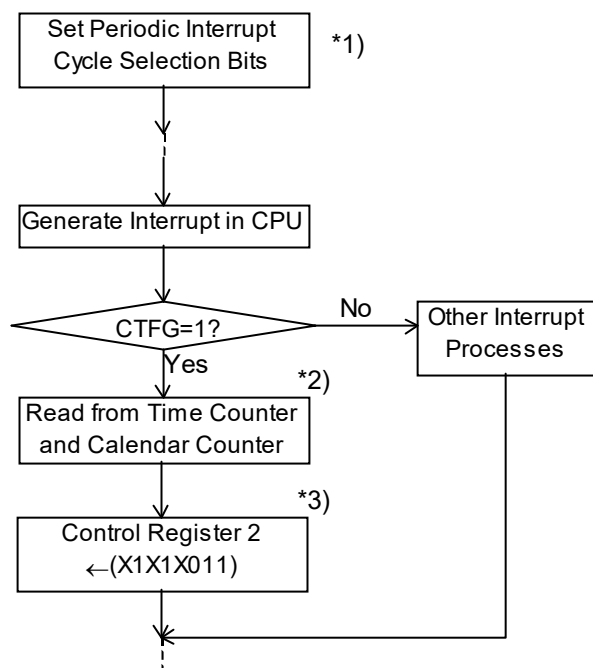 Set Periodic Interrupt
Cycle Selection Bits
*1)
Generate Interrupt in CPU
CTFG=1?
No
Other Interrupt
Processes
Yes
*2)
Read from Time Counter
and Calendar Counter
*3)
Control Register 2
←(X1X1X011)